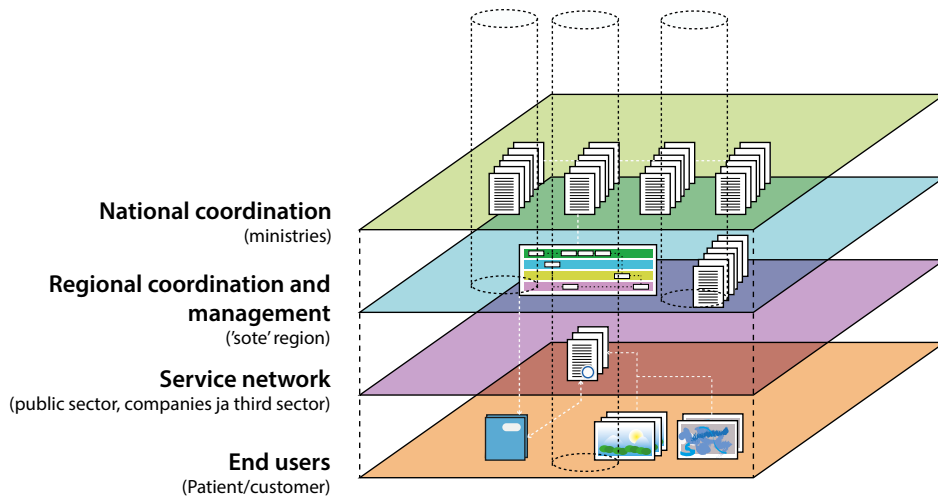 National coordination
(ministries)
Regional coordination and
management
('sote' region)
Service network
(public sector, companies ja third sector)
End users
(Patient/customer)